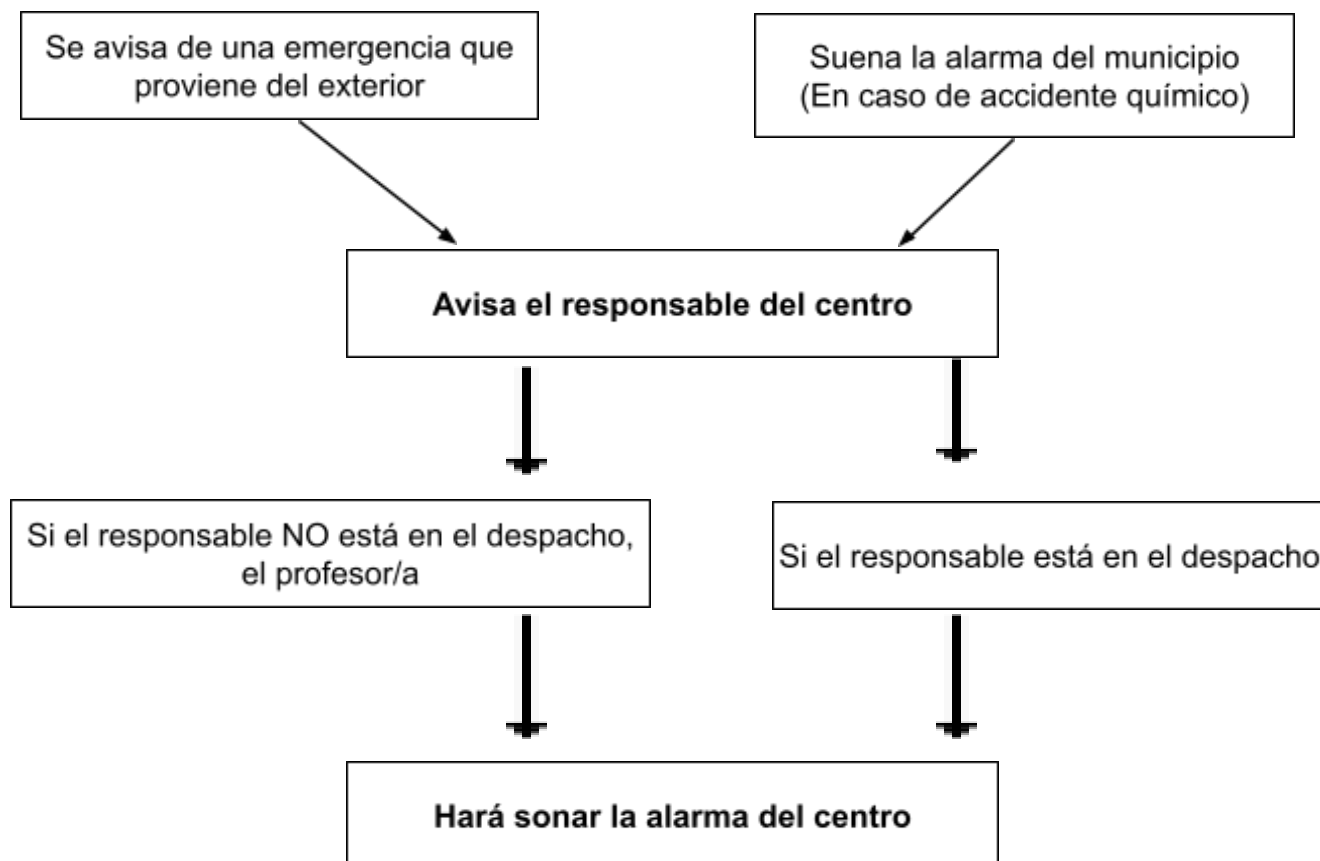 Se avisa de una emergencia que
proviene del exterior
Suena la alarma del municipio
(En caso de accidente químico)
Avisa el responsable del centro
Si el responsable NO está en el despacho,
el profesor/a
Si el responsable está en el despacho
Hará sonar la alarma del centro